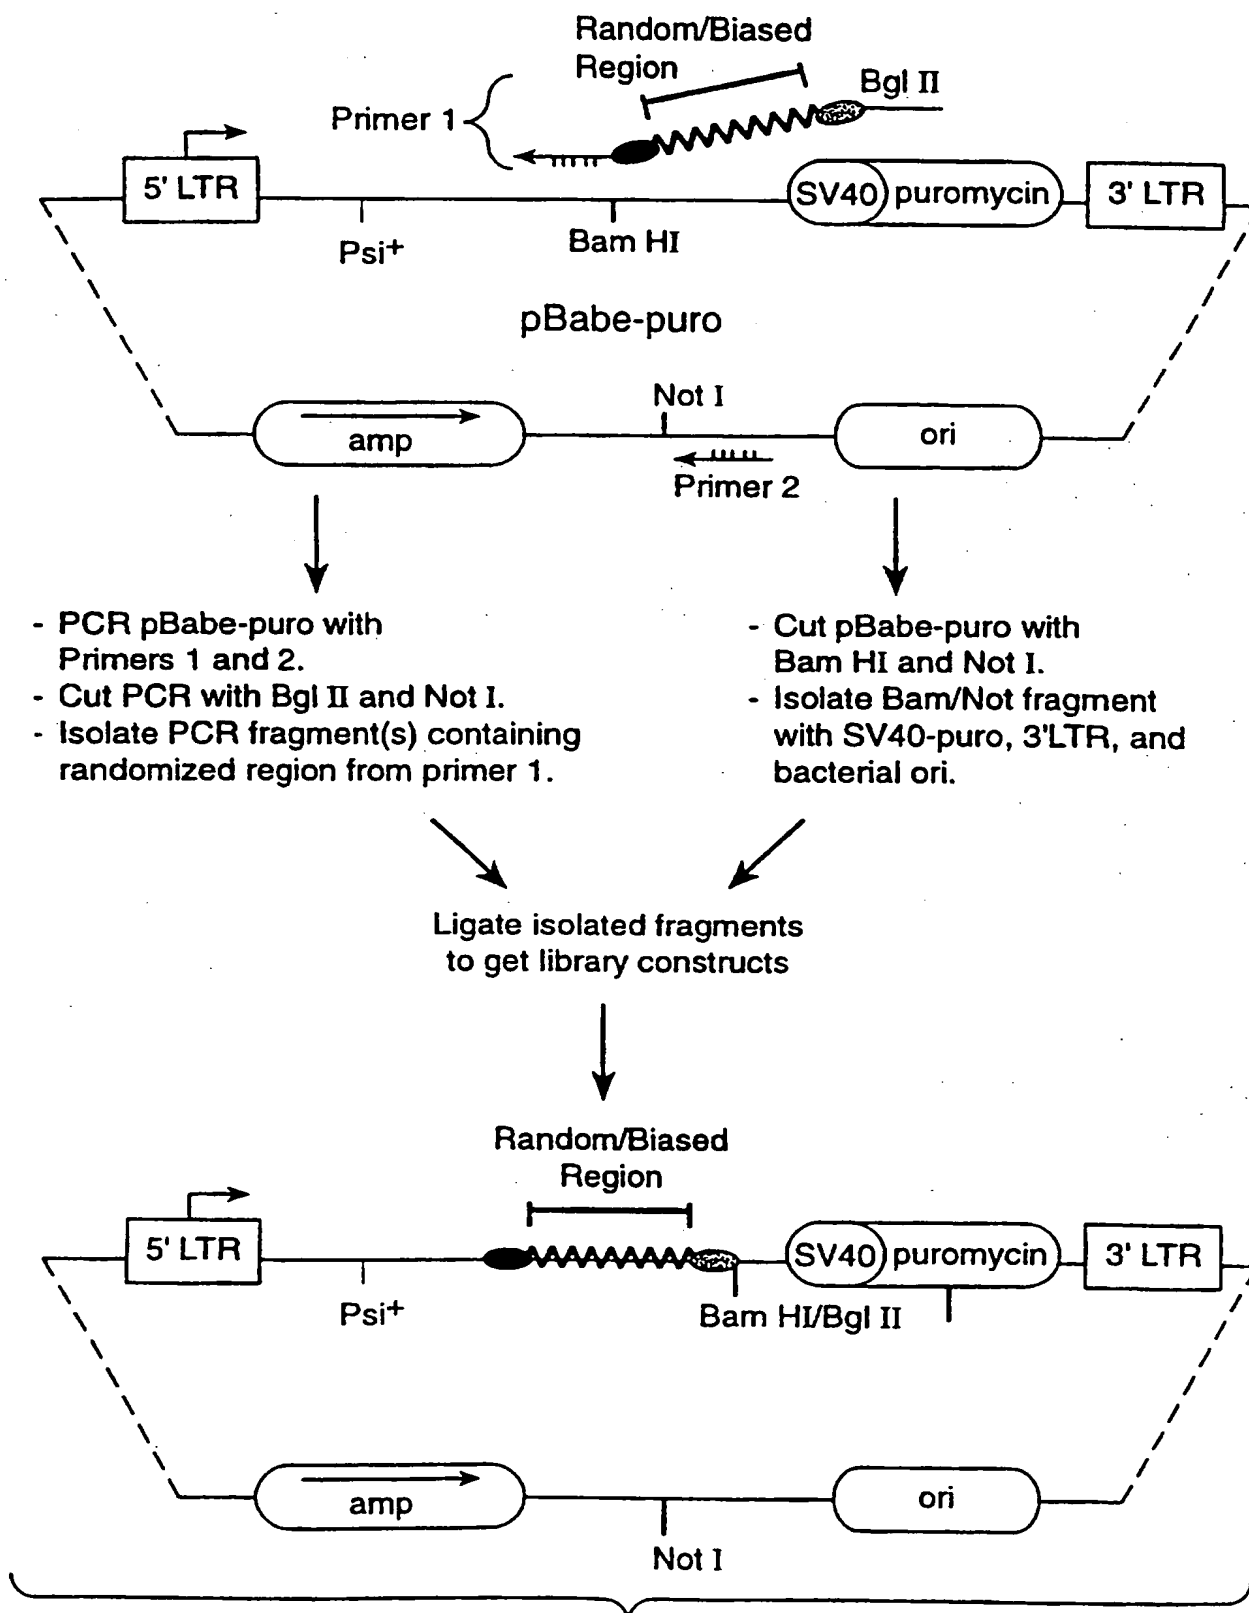 Random/Biased
Region
Bgl II
Primer 1
5' LTR
SV40
puromycin
3' LTR
Psi+
Bam HI
pBabe-puro
Not I
amp
ori
Primer 2
- PCR pBabe-puro with
Primers 1 and 2.
- Cut PCR with Bgl II and Not I.
- Isolate PCR fragment(s) containing
randomized region from primer 1.
- Cut pBabe-puro with
Bam HI and Not I.
- Isolate Bam/Not fragment
with SV40-puro, 3'LTR, and
bacterial ori.
Ligate isolated fragments
to get library constructs
Random/Biased
Region
5' LTR
SV40
puromycin
3' LTR
Psi+
Bam HI/Bgl II
amp
ori
Not I